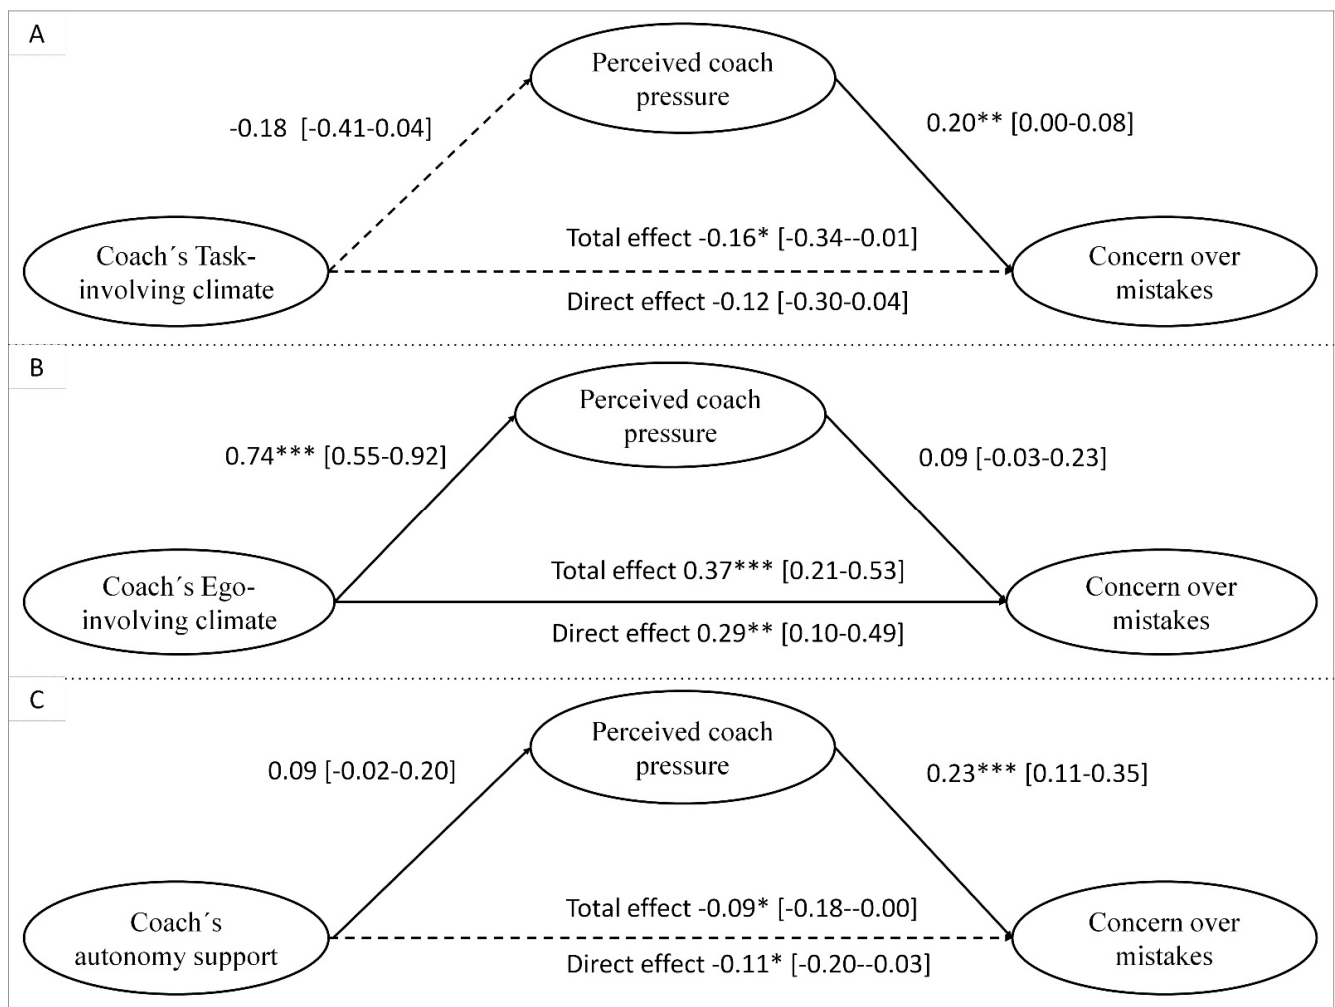 A
Perceived coach
pressure
-0.18  [-0.41-0.04]
0.20** [0.00-0.08]
Coach´s Task-
involving climate
Total effect -0.16* [-0.34--0.01]
Direct effect -0.12 [-0.30-0.04]
Concern over
mistakes
B
Perceived coach
pressure
0.74*** [0.55-0.92]
0.09 [-0.03-0.23]
Coach´s Ego-
involving climate
Total effect 0.37*** [0.21-0.53]
Direct effect 0.29** [0.10-0.49]
Concern over
mistakes
C
Perceived coach
pressure
0.09 [-0.02-0.20]
0.23*** [0.11-0.35]
Coach´s
autonomy support
Total effect -0.09* [-0.18--0.00]
Direct effect -0.11* [-0.20--0.03]
Concern over
mistakes